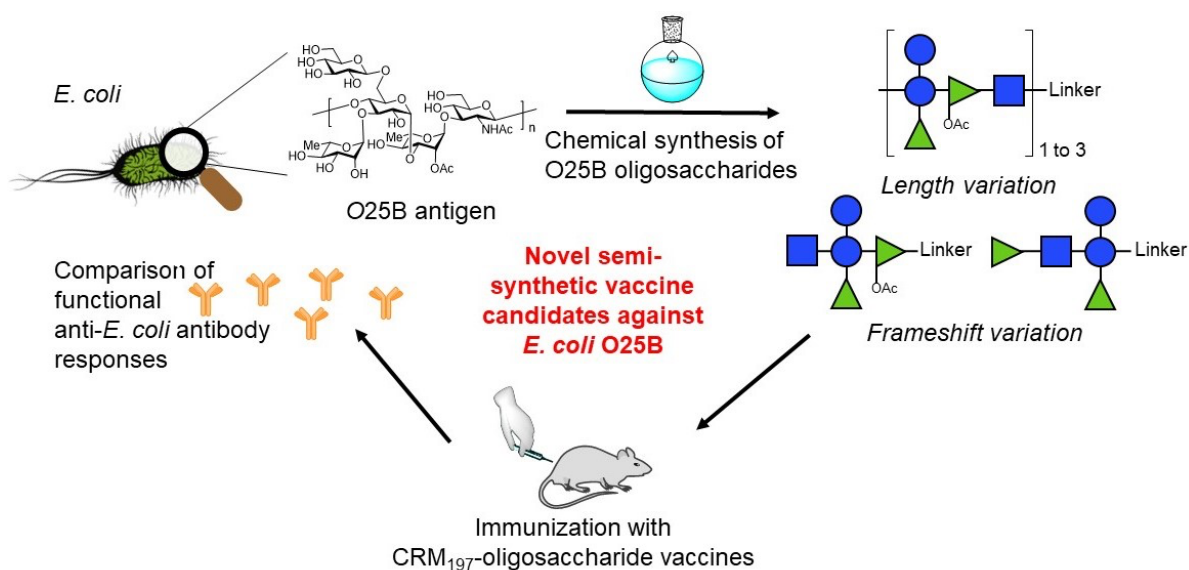 E. coli
HO
OH
HO
O
HO
OH
O
O
HO
O
O
HO
O
HO
O
O
NHAc
n
Me
O
Me
O
HO
HO
O
HO
OH
OAc
O25B antigen
Chemical synthesis of
O25B oligosaccharides
Linker
OAc
1 to 3
Length variation
Linker
OAc
Linker
Frameshift variation
Novel semi-
synthetic vaccine
candidates against
E. coli O25B
Comparison of
functional
anti-E. coli antibody
responses
Immunization with
CRM₁₉₇-oligosaccharide vaccines